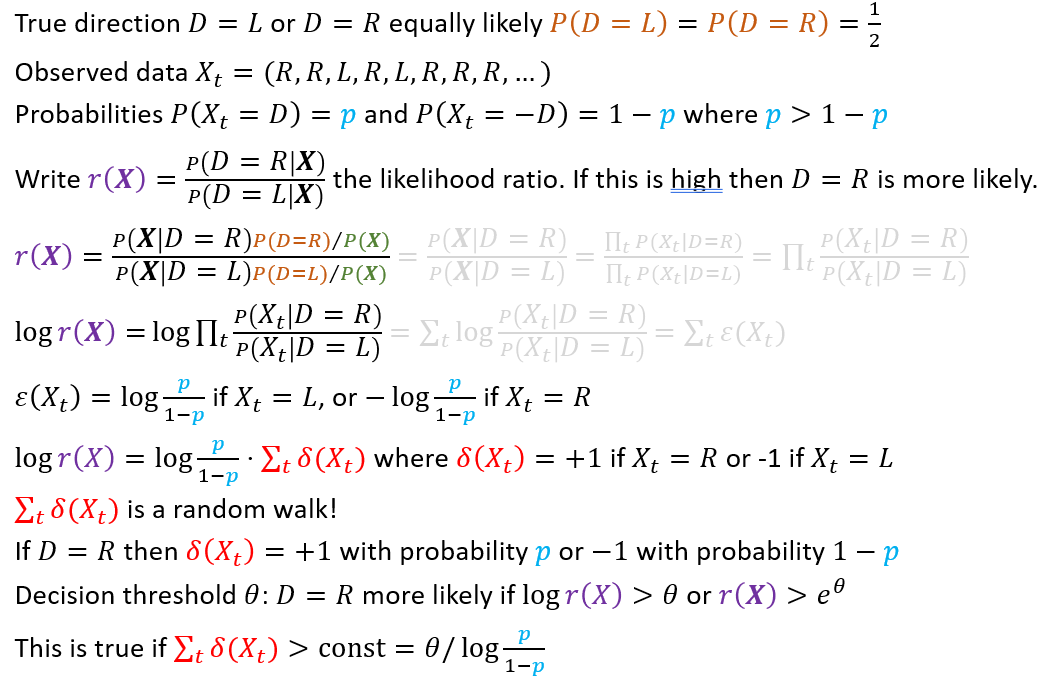 True direction D = L or D = R equally likely P(D = L) = P(D = R) = 1/2
Observed data X_t = (R, R, L, R, L, R, R, R, … )
Probabilities P(X_t = D) = p and P(X_t = −D) = 1 − p where p > 1 − p
Write r(X) = P(D = R|X) / P(D = L|X) the likelihood ratio. If this is high then D = R is more likely.
r(X) = P(X|D = R)P(D=R)/P(X) / P(X|D = L)P(D=L)/P(X) = P(X|D = R) / P(X|D = L) = ∏_t P(X_t|D=R) / ∏_t P(X_t|D=L) = ∏_t P(X_t|D = R) / P(X_t|D = L)
log r(X) = log ∏_t P(X_t|D = R) / P(X_t|D = L) = ∑_t log P(X_t|D = R) / P(X_t|D = L) = ∑_t ε(X_t)
ε(X_t) = log p/1−p if X_t = L, or − log p/1−p if X_t = R
log r(X) = log p/1−p · ∑_t δ(X_t) where δ(X_t) = +1 if X_t = R or -1 if X_t = L
∑_t δ(X_t) is a random walk!
If D = R then δ(X_t) = +1 with probability p or −1 with probability 1 − p
Decision threshold θ: D = R more likely if log r(X) > θ or r(X) > e^θ
This is true if ∑_t δ(X_t) > const = θ/ log p/1−p